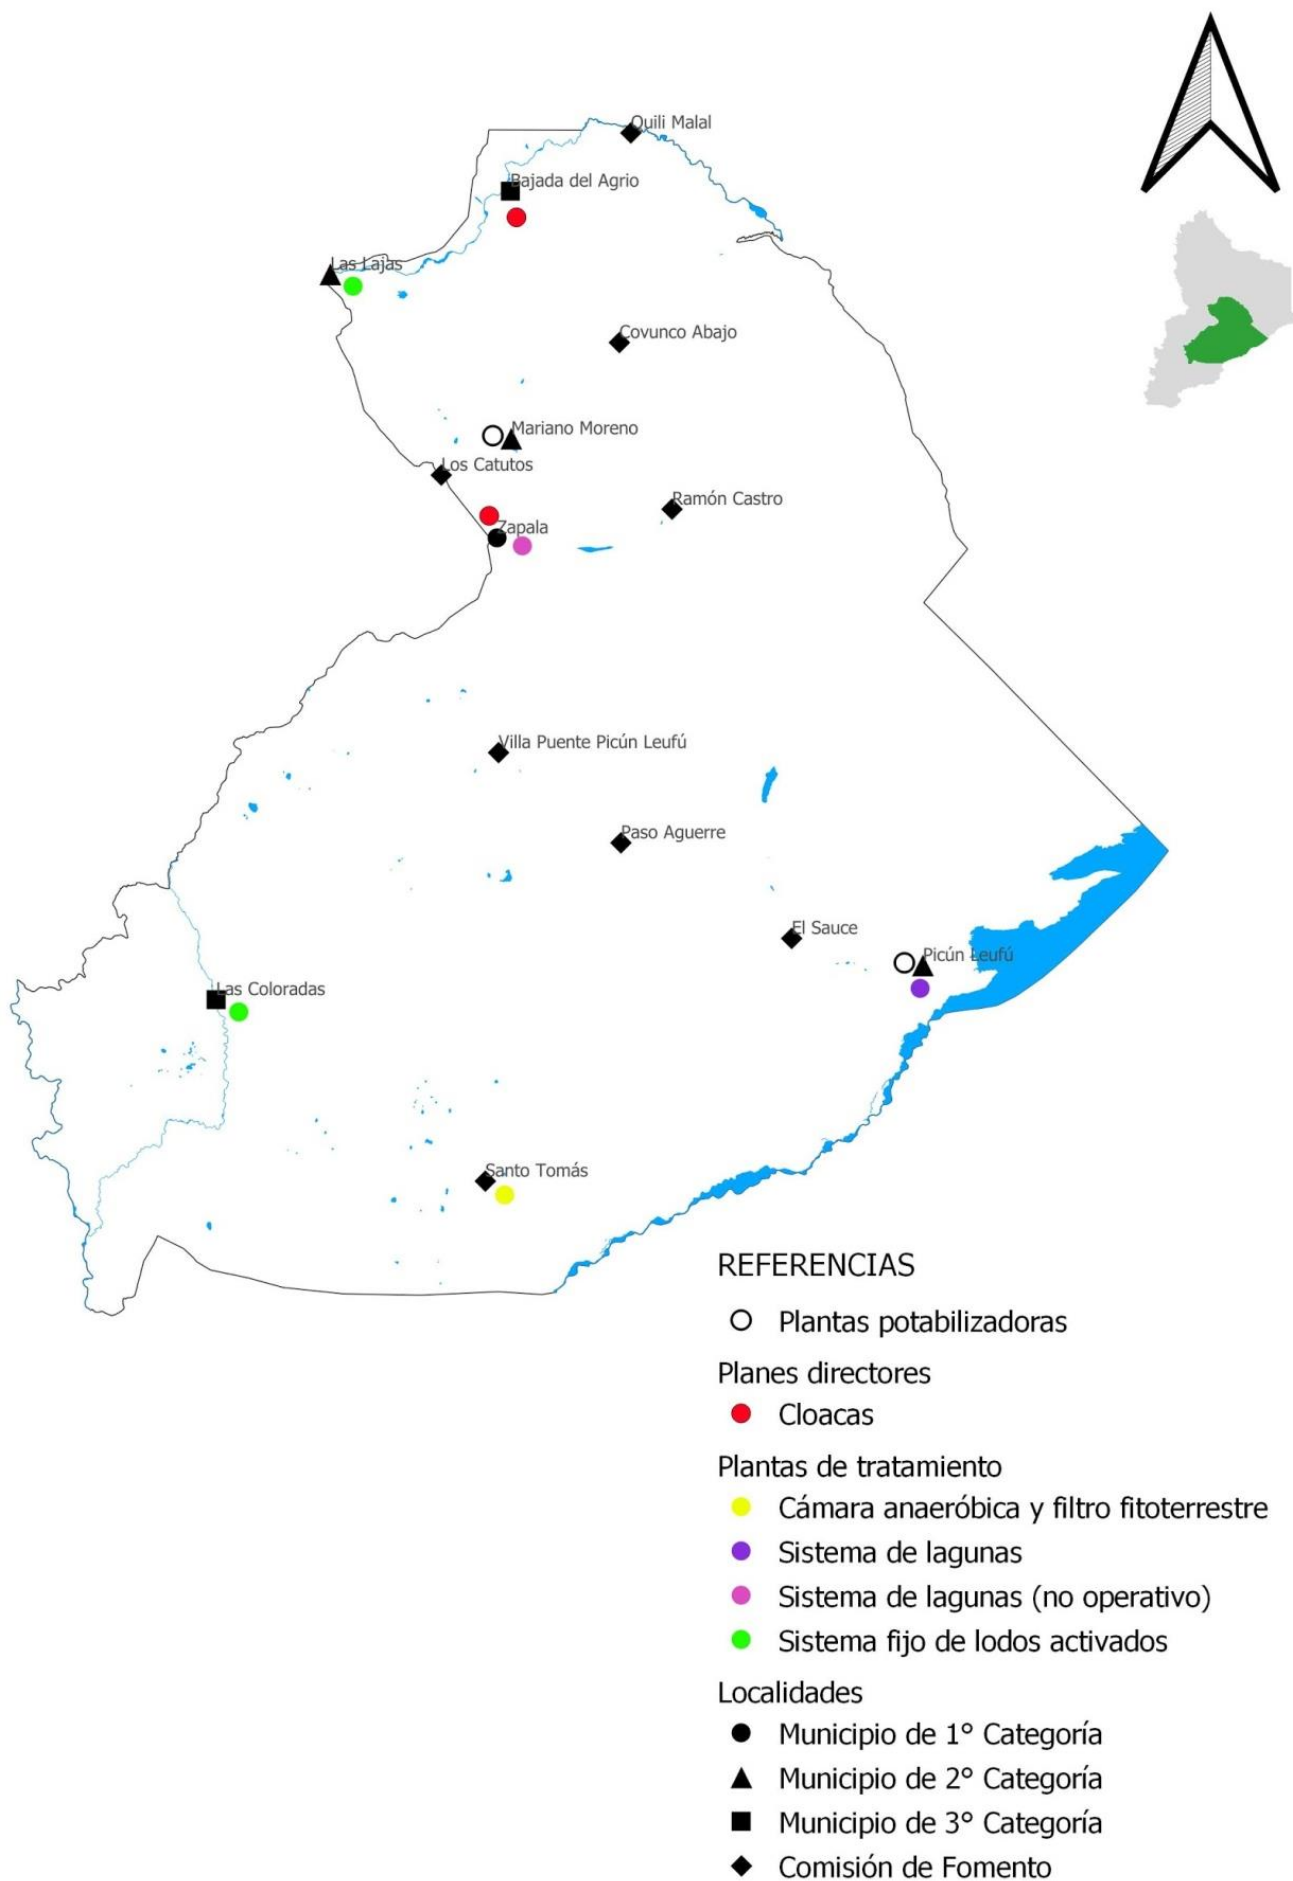 Quili Malal
Bajada del Agrio
Las Lajas
Covunco Abajo
Mariano Moreno
Los Catutos
Ramón Castro
Zapala
Villa Puente Picún Leufú
Paso Aguerre
El Sauce
Picún Leufú
Las Coloradas
Santo Tomás
REFERENCIAS
Plantas potabilizadoras
Planes directores
Cloacas
Plantas de tratamiento
Cámara anaeróbica y filtro fitoterrestre
Sistema de lagunas
Sistema de lagunas (no operativo)
Sistema fijo de lodos activados
Localidades
Municipio de 1° Categoría
Municipio de 2° Categoría
Municipio de 3° Categoría
Comisión de Fomento